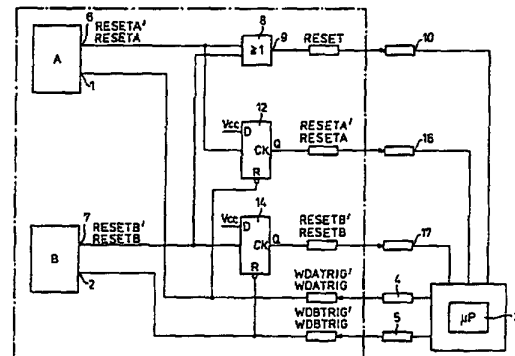 6
RESETA'
RESETA
A
1
8
≥1
9
RESET
10
12
Vcc
D
CK
Q
R
RESETA'
RESETA
16
7
RESETB'
RESETB
B
2
14
Vcc
D
CK
Q
R
RESETB'
RESETB
17
WDATRIG'
WDATRIG
4
WDBTRIG'
WDBTRIG
5
μP